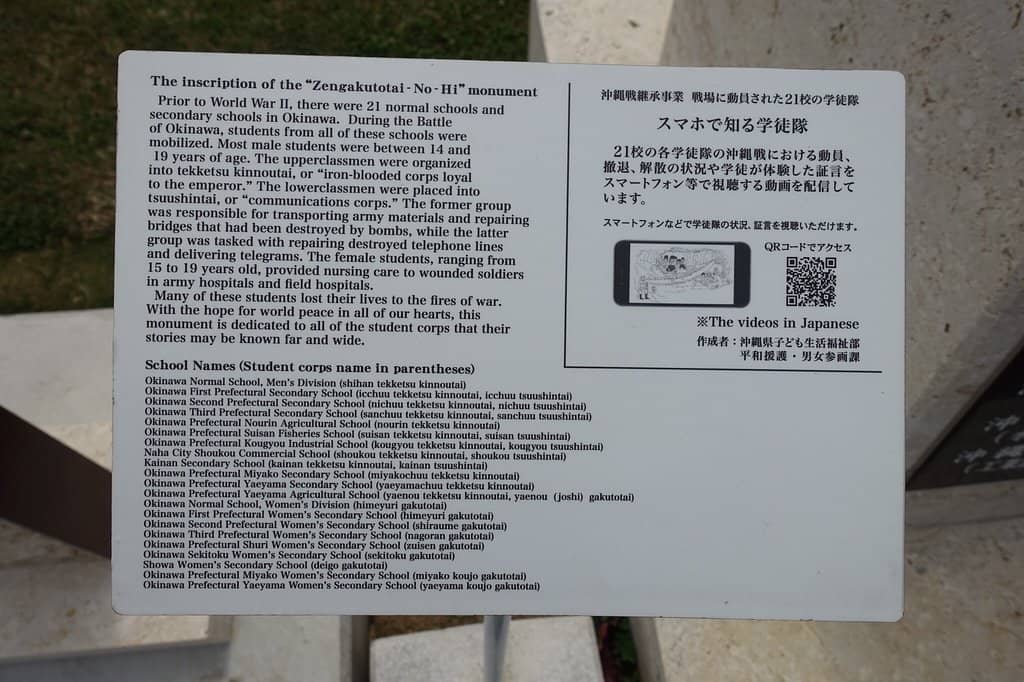 The inscription of the "Zengakutotai - No - Hi" monument
Prior to World War II, there were 21 normal schools and
secondary schools in Okinawa. During the Battle
of Okinawa, students from all of these schools were
mobilized. Most male students were between 14 and
19 years of age. The upperclassmen were organized
into tekketsu kinnoutai, or "iron-blooded corps loyal
to the emperor." The lowerclassmen were placed into
tsuushintai, or "communications corps." The former group
was responsible for transporting army materials and repairing
bridges that had been destroyed by bombs, while the latter
group was tasked with repairing destroyed telephone lines
and delivering telegrams. The female students, ranging from
15 to 19 years old, provided nursing care to wounded soldiers
in army hospitals and field hospitals.
Many of these students lost their lives to the fires of war.
With the hope for world peace in all of our hearts, this
monument is dedicated to all of the student corps that their
stories may be known far and wide.
School Names (Student corps name in parentheses)
Okinawa Normal School, Men's Division (shihan tekketsu kinnoutai)
Okinawa First Prefectural Secondary School (icchuu tekketsu kinnoutai, icchuu tsuushintai)
Okinawa Second Prefectural Secondary School (nichuu tekketsu kinnoutai, nichuu tsuushintai)
Okinawa Third Prefectural Secondary School (sanchuu tekketsu kinnoutai, sanchuu tsuushintai)
Okinawa Prefectural Nourin Agricultural School (nourin tekketsu kinnoutai)
Okinawa Prefectural Suisan Fisheries School (suisan tekketsu kinnoutai, suisan tsuushintai)
Okinawa Prefectural Kougyou Industrial School (kougyou tekketsu kinnoutai, kougyou tsuushintai)
Naha City Shoukou Commercial School (shoukou tekketsu kinnoutai, shoukou tsuushintai)
Kainan Secondary School (kainan tekketsu kinnoutai, kainan tsuushintai)
Okinawa Prefectural Miyako Secondary School (miyakochuu tekketsu kinnoutai)
Okinawa Prefectural Yaeyama Secondary School (yaeyamachuu tekketsu kinnoutai)
Okinawa Prefectural Yaeyama Agricultural School (yaenou tekketsu kinnoutai, yaenou (joshi) gakutotai)
Okinawa Normal School, Women's Division (himeyuri gakutotai)
Okinawa First Prefectural Women's Secondary School (himeyuri gakutotai)
Okinawa Second Prefectural Women's Secondary School (shiraume gakutotai)
Okinawa Third Prefectural Women's Secondary School (nagoran gakutotai)
Okinawa Prefectural Shuri Women's Secondary School (zuisen gakutotai)
Okinawa Sekitoku Women's Secondary School (sekitoku gakutotai)
Showa Women's Secondary School (deigo gakutotai)
Okinawa Prefectural Miyako Women's Secondary School (miyako koujo gakutotai)
Okinawa Prefectural Yaeyama Women's Secondary School (yaeyama koujo gakutotai)
沖縄戦継承事業 戦場に動員された21校の学徒隊
スマホで知る学徒隊
21校の各学徒隊の沖縄戦における動員、
撤退、解散の状況や学徒が体験した証言を
スマートフォン等で視聴する動画を配信して
います。
スマートフォンなどで学徒隊の状況、証言を視聴いただけます。
QRコードでアクセス
※The videos in Japanese
作成者：沖縄県子ども生活福祉部
平和援護・男女参画課